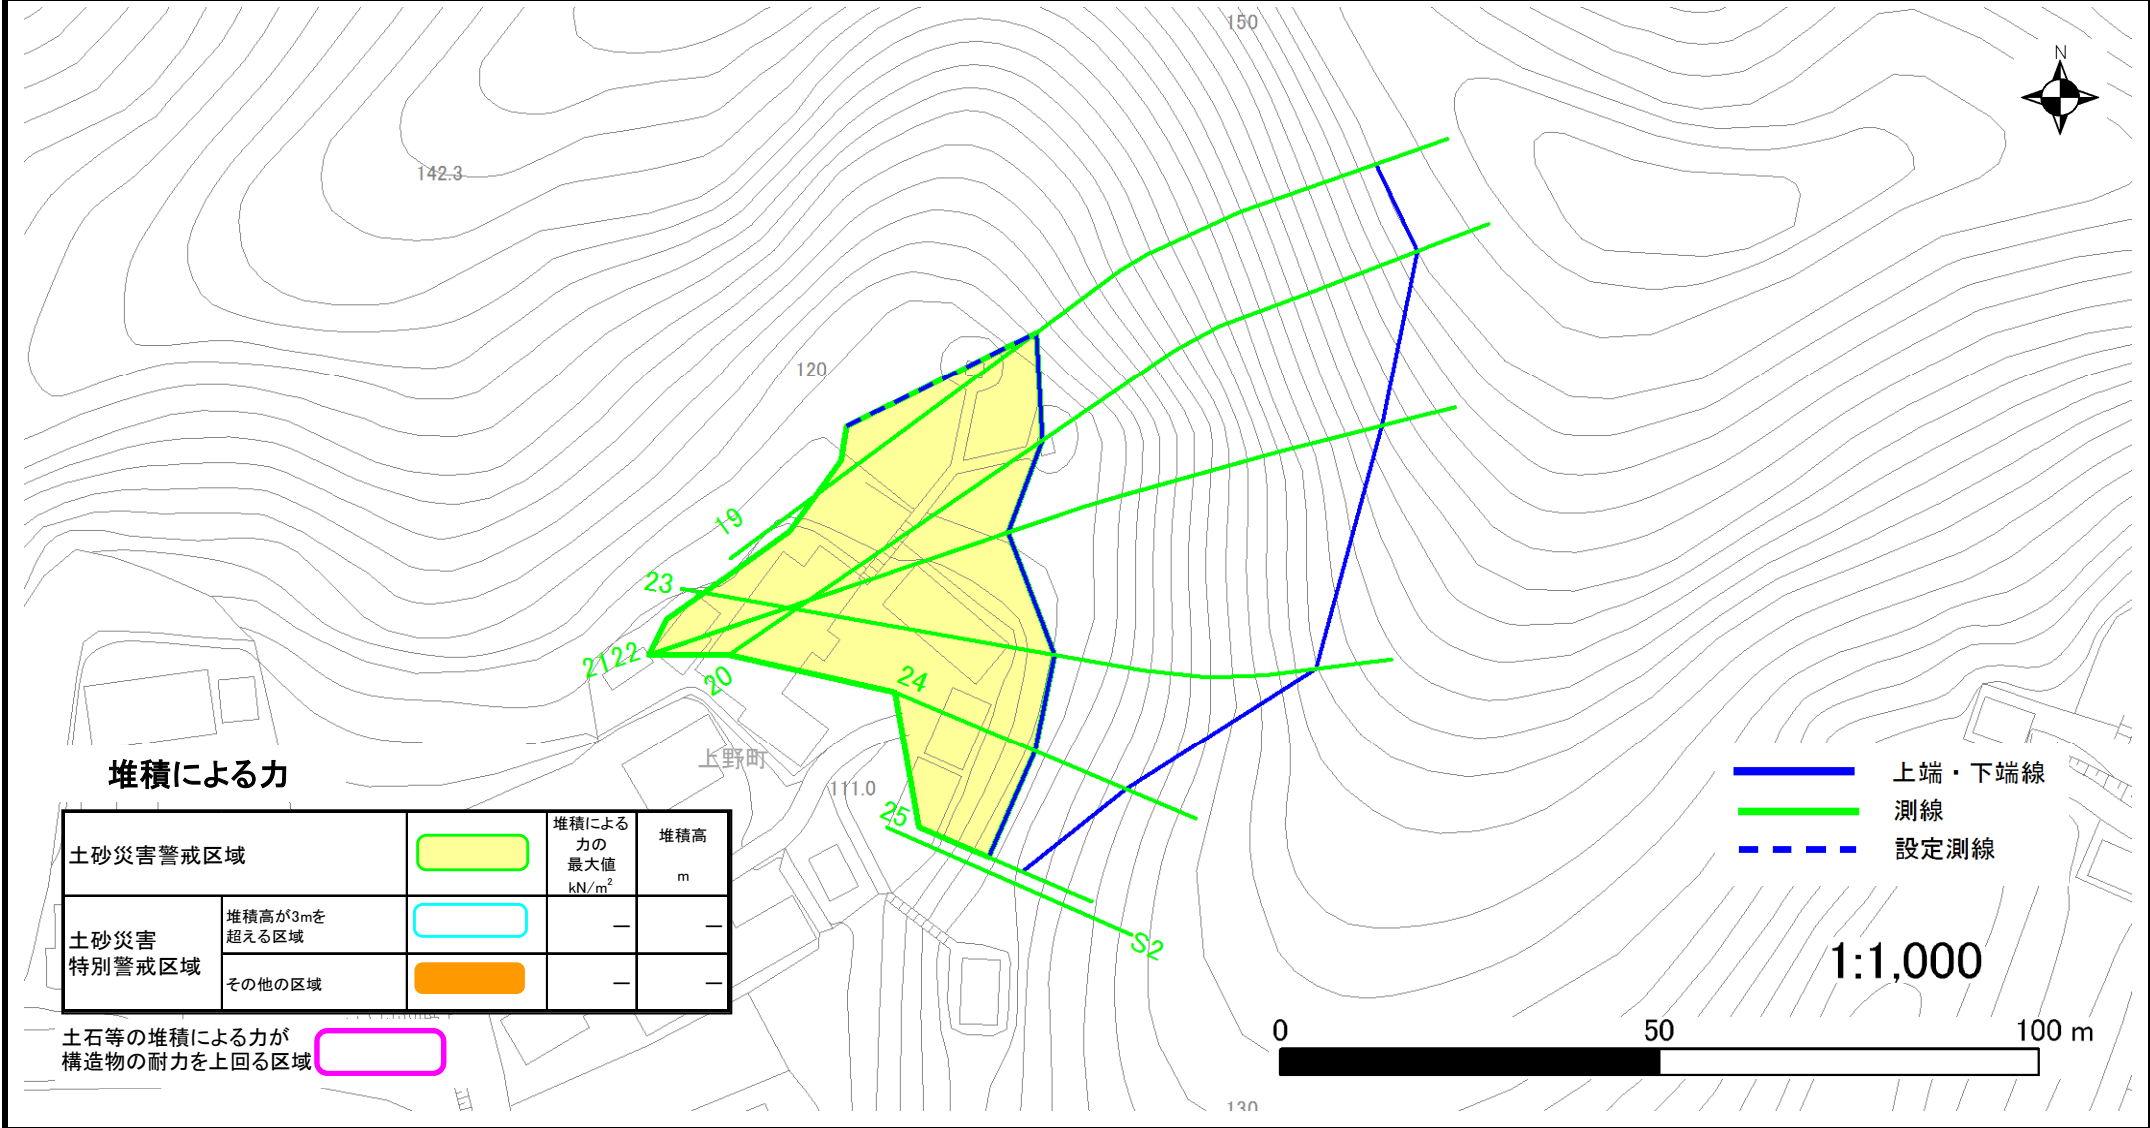 150
N
142.3
120
19
23
2122
20
24
上野町
111.0
25
S2
堆積による力
土砂災害警戒区域
堆積による
力の
最大値
kN/m²
堆積高
m
土砂災害
特別警戒区域
堆積高が3mを
超える区域
－
－
その他の区域
－
－
土石等の堆積による力が
構造物の耐力を上回る区域
上端・下端線
測線
設定測線
1:1,000
0
50
100 m
130